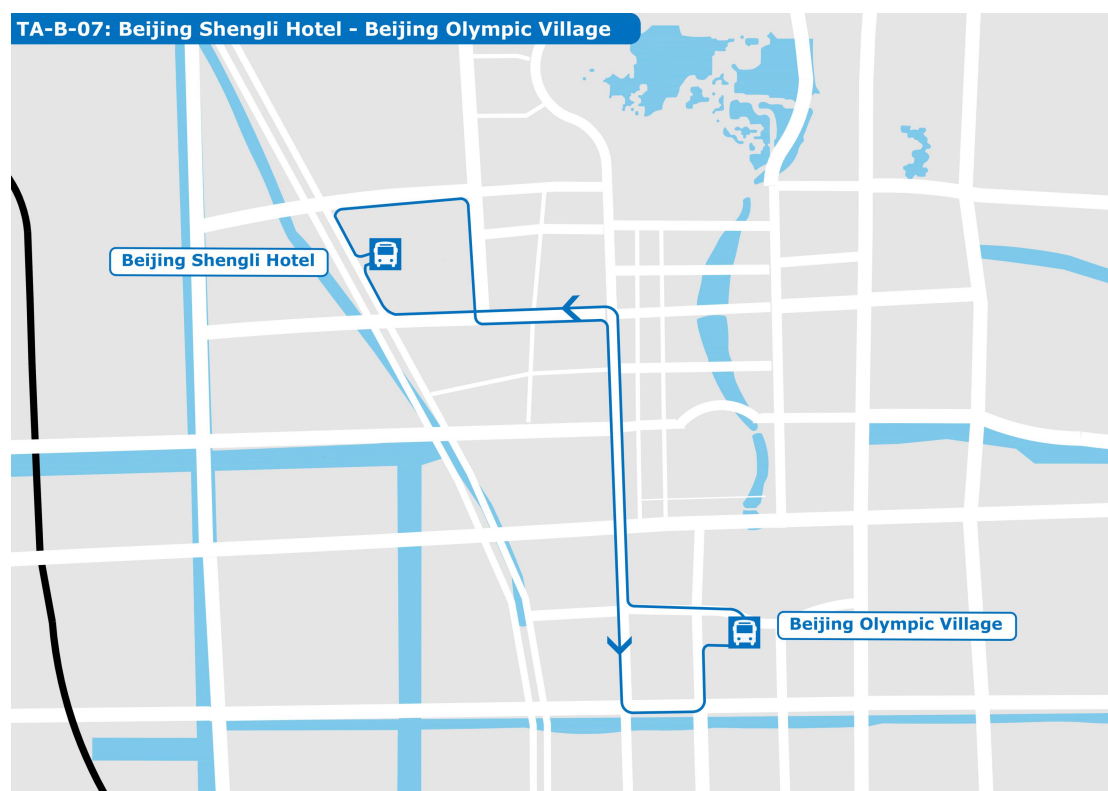 TA-B-07: Beijing Shengli Hotel - Beijing Olympic Village
Beijing Shengli Hotel
Beijing Olympic Village